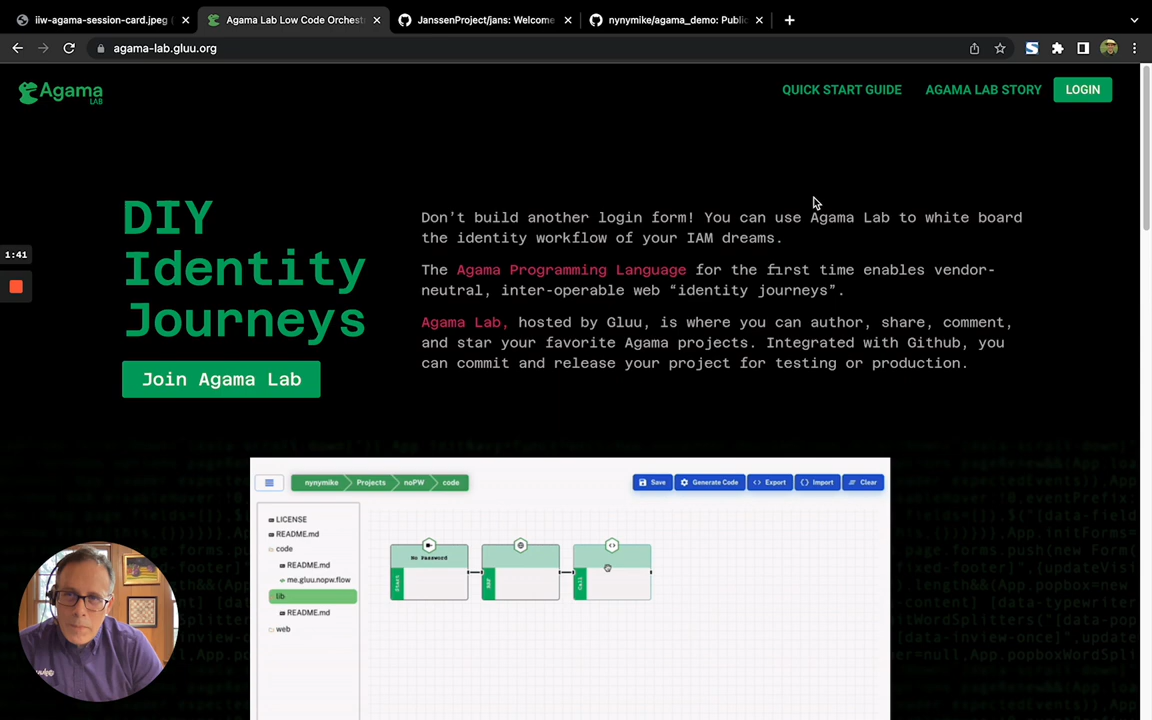 iiw-agama-session-card.jpeg (
Agama Lab Low Code Orchest
JanssenProject/jans: Welcome
nynymike/agama_demo: Public
agama-lab.gluu.org
Agama
LAB
QUICK START GUIDE
AGAMA LAB STORY
LOGIN
DIY
Identity
Journeys
Join Agama Lab
Don't build another login form! You can use Agama Lab to white board
the identity workflow of your IAM dreams.
The Agama Programming Language for the first time enables vendor-
neutral, inter-operable web “identity journeys”.
Agama Lab, hosted by Gluu, is where you can author, share, comment,
and star your favorite Agama projects. Integrated with Github, you
can commit and release your project for testing or production.
1:41
nynymike Projects noPW code
Save
Generate Code
Export
Import
Clear
LICENSE
README.md
code
README.md
me.gluu.nopw.flow
lib
README.md
web
No Password
Start
RRF
Call